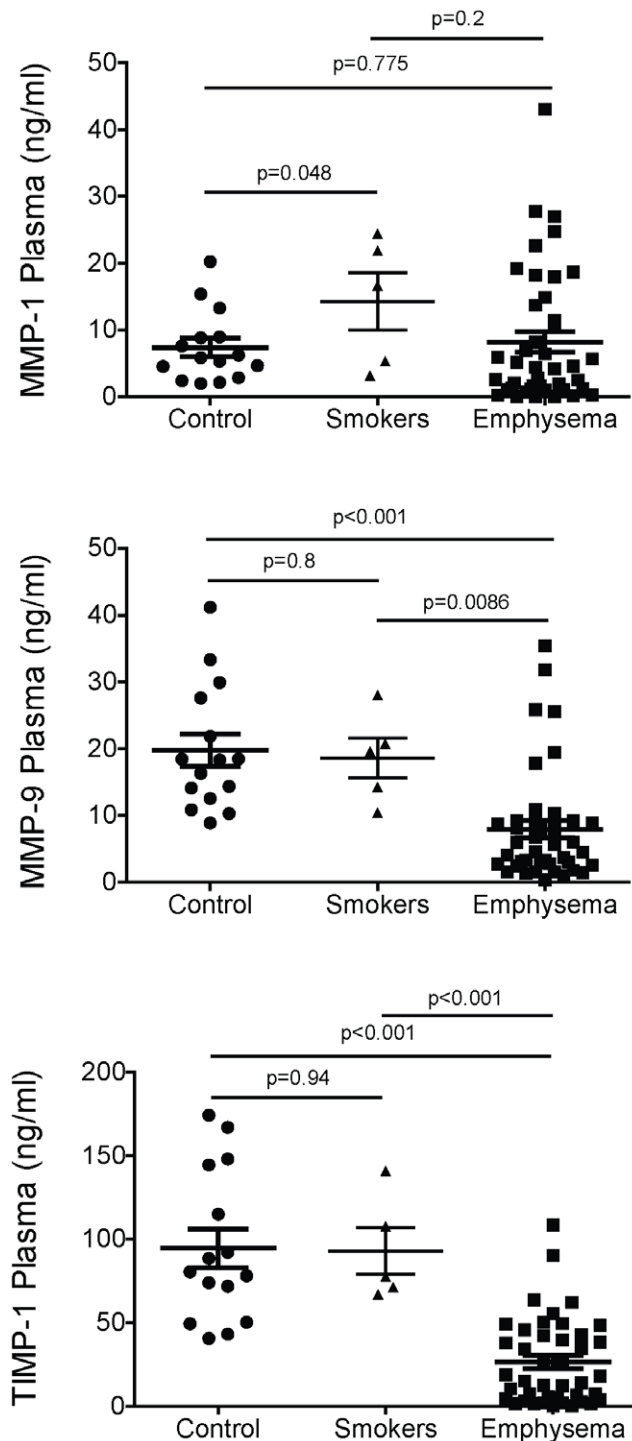 p=0.2
50
p=0.775
40
30
p=0.048
20
10
0
MMP-1 Plasma (ng/ml)
Control Smokers Emphysema
p<0.001
50
p=0.8
40
p=0.0086
30
20
10
0
MMP-9 Plasma (ng/ml)
Control Smokers Emphysema
p<0.001
p<0.001
200
p=0.94
150
100
50
0
TIMP-1 Plasma (ng/ml)
Control Smokers Emphysema